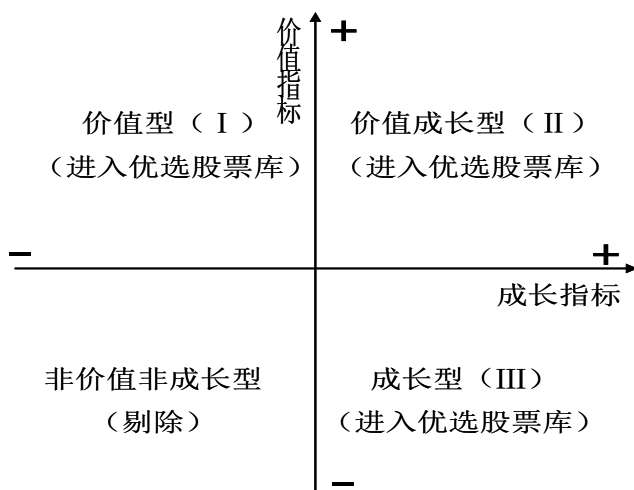 价值指标
+
价值型（Ⅰ）
（进入优选股票库）
价值成长型（Ⅱ）
（进入优选股票库）
−
+
成长指标
非价值非成长型
（剔除）
成长型（Ⅲ）
（进入优选股票库）
−